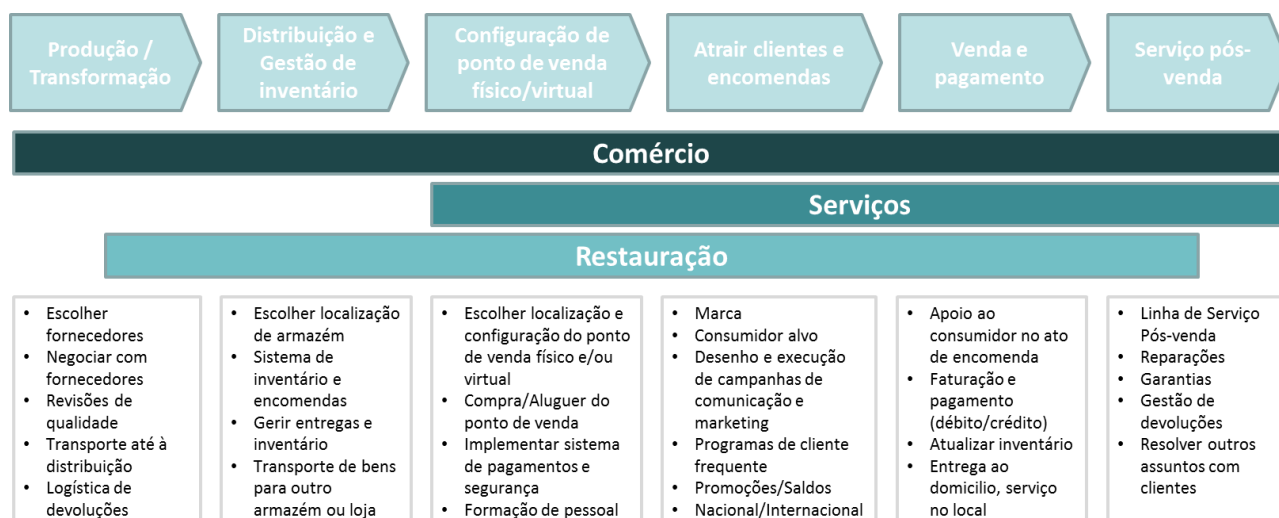 Produção /
Transformação
Distribuição e
Gestão de
inventário
Configuração de
ponto de venda
físico/virtual
Atrair clientes e
encomendas
Venda e
pagamento
Serviço pós-
venda
Comércio
Serviços
Restauração
• Escolher
fornecedores
• Negociar com
fornecedores
• Revisões de
qualidade
• Transporte até à
distribuição
• Logística de
devoluções
• Escolher localização
de armazém
• Sistema de
inventário e
encomendas
• Gerir entregas e
inventário
• Transporte de bens
para outro
armazém ou loja
• Escolher localização e
configuração do ponto
de venda físico e/ou
virtual
• Compra/Aluguer do
ponto de venda
• Implementar sistema
de pagamentos e
segurança
• Formação de pessoal
• Marca
• Consumidor alvo
• Desenho e execução
de campanhas de
comunicação e
marketing
• Programas de cliente
frequente
• Promoções/Saldos
• Nacional/Internacional
• Apoio ao
consumidor no ato
de encomenda
• Faturação e
pagamento
(débito/crédito)
• Atualizar inventário
• Entrega ao
domicilio, serviço
no local
• Linha de Serviço
Pós-venda
• Reparações
• Garantias
• Gestão de
devoluções
• Resolver outros
assuntos com
clientes